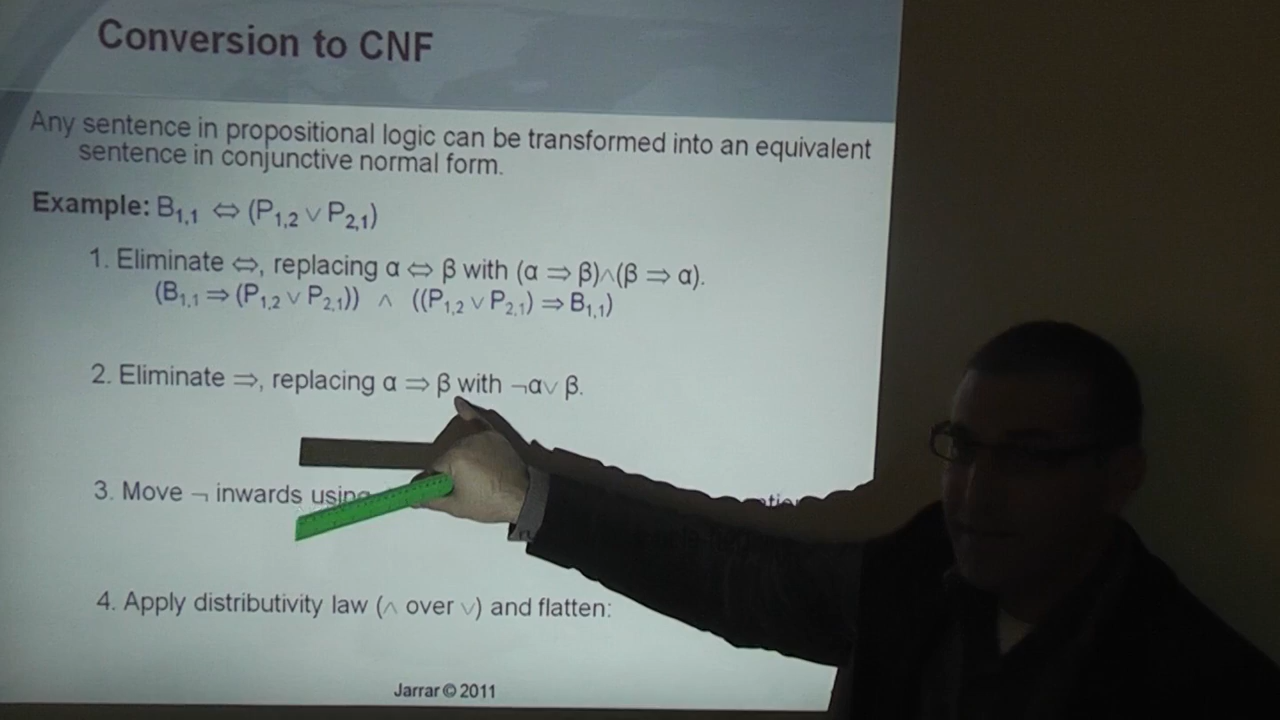 Conversion to CNF
Any sentence in propositional logic can be transformed into an equivalent
sentence in conjunctive normal form.
Example: B1,1 ⇔ (P1,2 ∨ P2,1)
1. Eliminate ⇔, replacing α ⇔ β with (α ⇒ β)∧(β ⇒ α).
(B1,1 ⇒ (P1,2 ∨ P2,1)) ∧ ((P1,2 ∨ P2,1) ⇒ B1,1)
2. Eliminate ⇒, replacing α ⇒ β with ¬α∨ β.
3. Move ¬ inwards using
4. Apply distributivity law (∧ over ∨) and flatten:
Jarrar © 2011